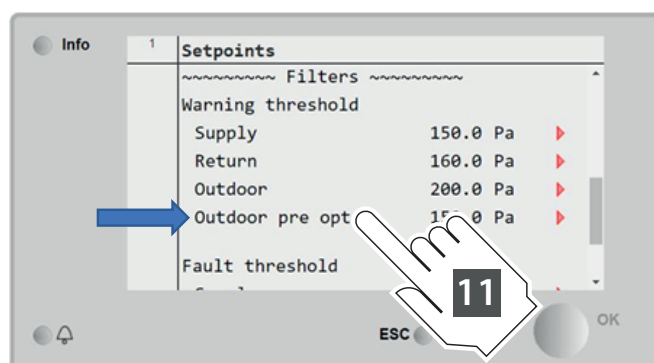 Info
1
Setpoints
~~~~~~~~~ Filters ~~~~~~~~~
Warning threshold
Supply 150.0 Pa
Return 160.0 Pa
Outdoor 200.0 Pa
Outdoor pre opt Pa
Fault threshold
11
ESC
OK